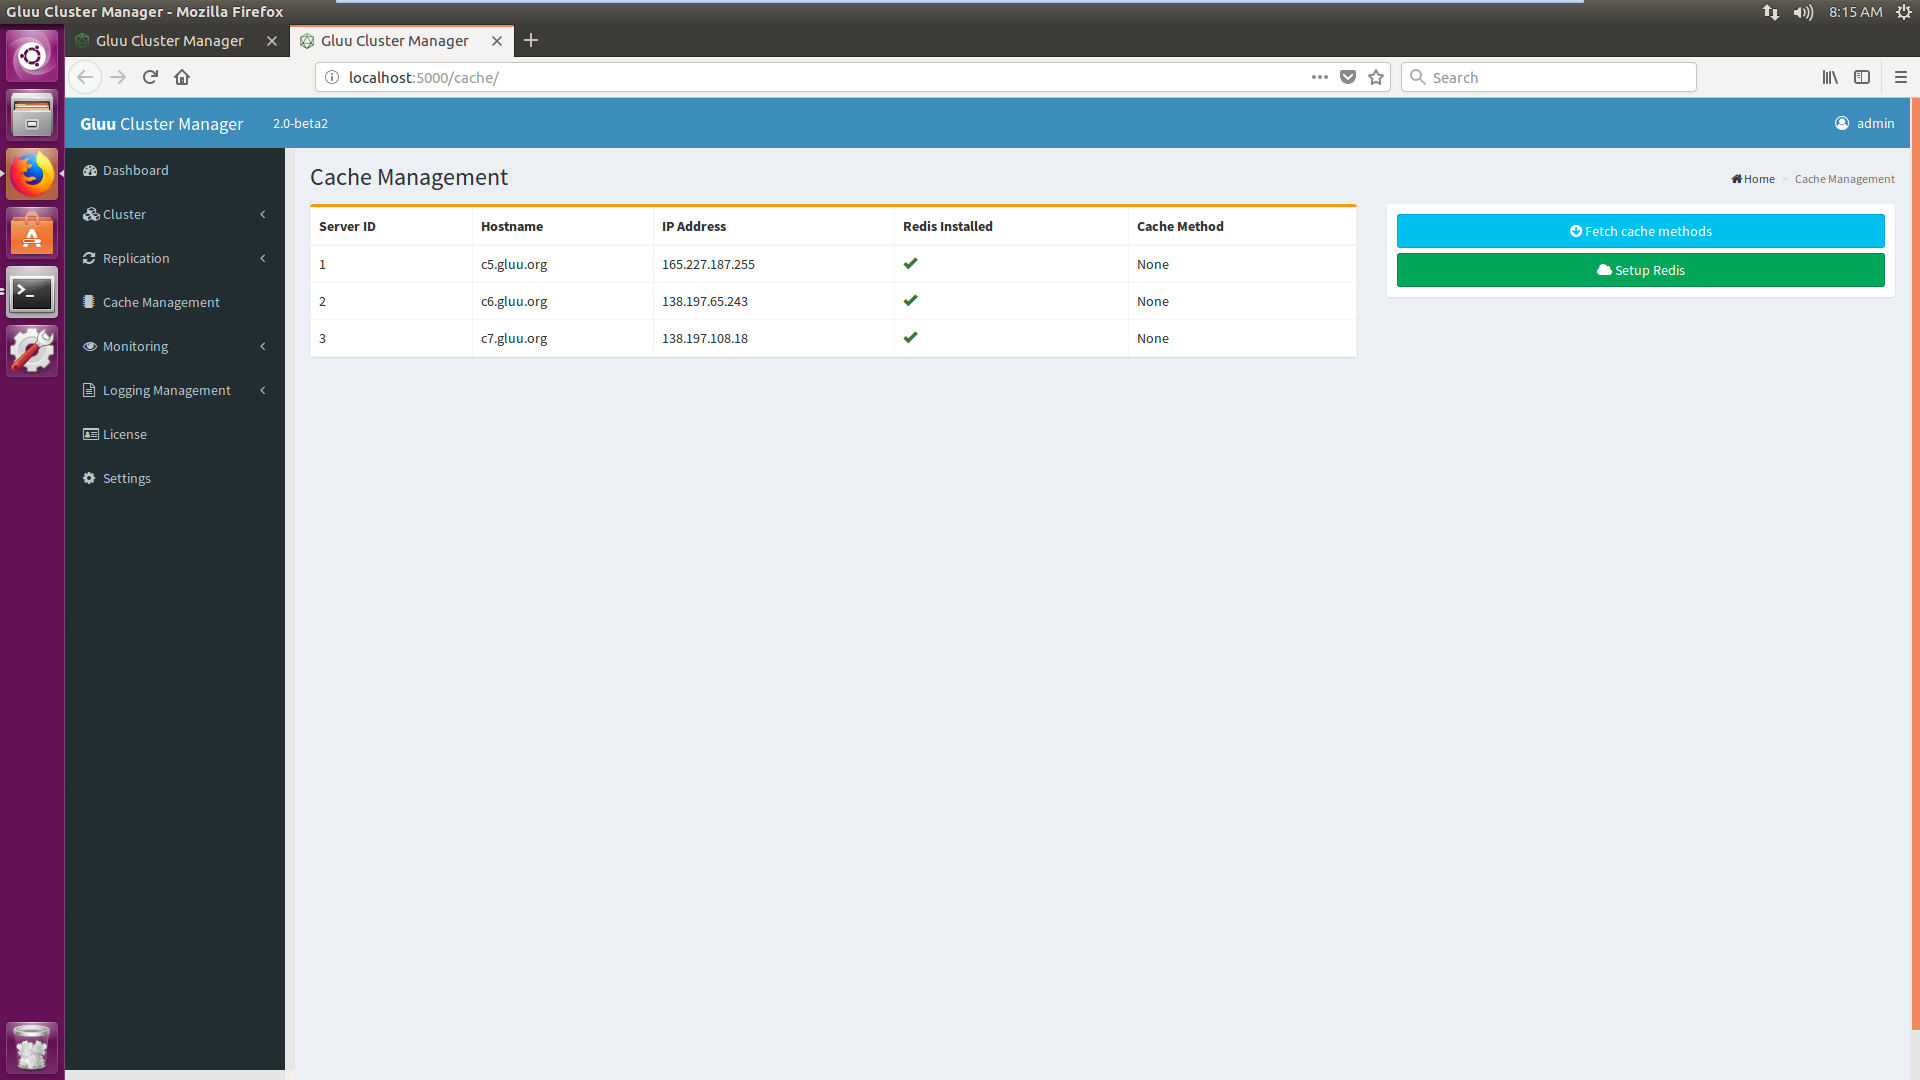 Gluu Cluster Manager - Mozilla Firefox
8:15 AM
Gluu Cluster Manager
Gluu Cluster Manager
localhost:5000/cache/
Search
Gluu Cluster Manager
2.0-beta2
admin
Dashboard
Cluster
Replication
Cache Management
Monitoring
Logging Management
License
Settings
Cache Management
Home > Cache Management
Server ID Hostname IP Address Redis Installed Cache Method
1 c5.gluu.org 165.227.187.255 None
2 c6.gluu.org 138.197.65.243 None
3 c7.gluu.org 138.197.108.18 None
Fetch cache methods
Setup Redis